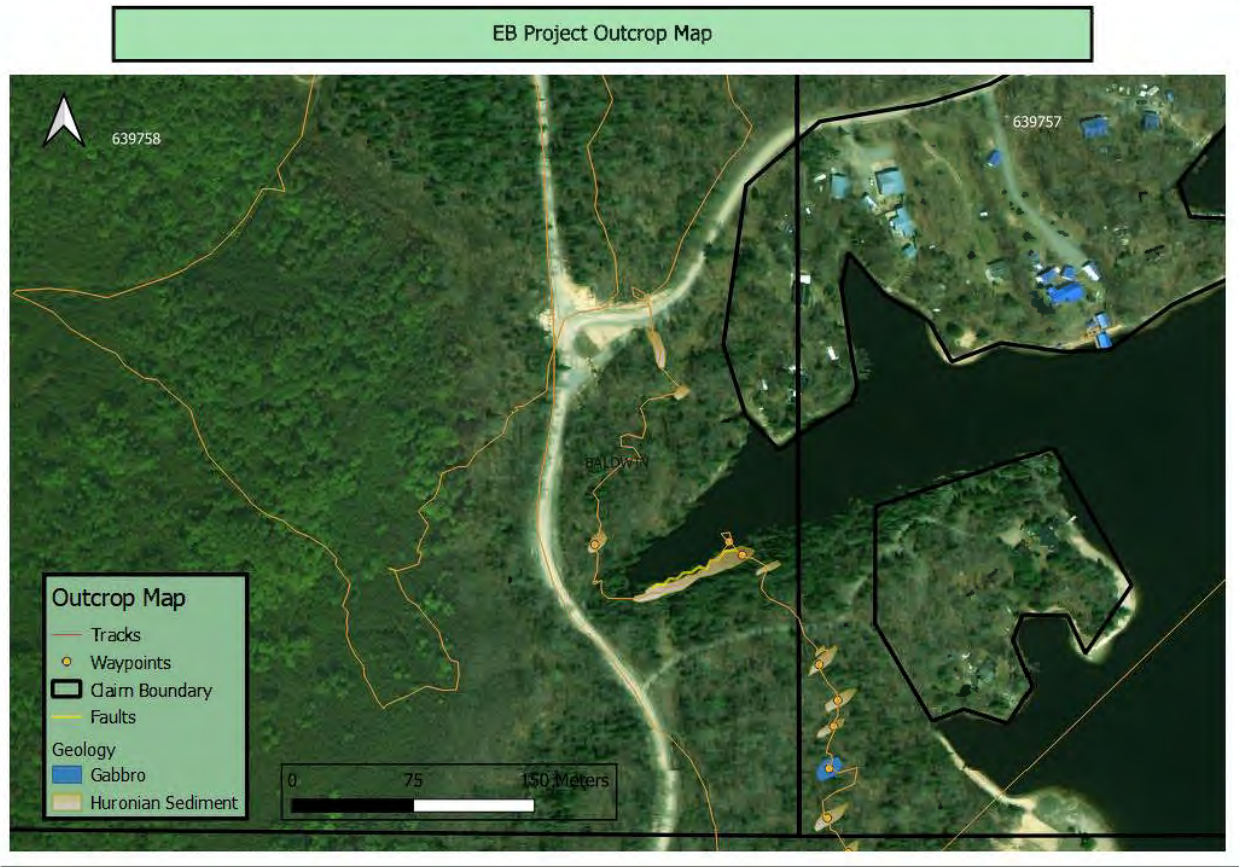 EB Project Outcrop Map
639758
639757
BALDWIN
Outcrop Map
Tracks
Waypoints
Claim Boundary
Faults
Geology
Gabbro
Huronian Sediment
0 75 150 Meters